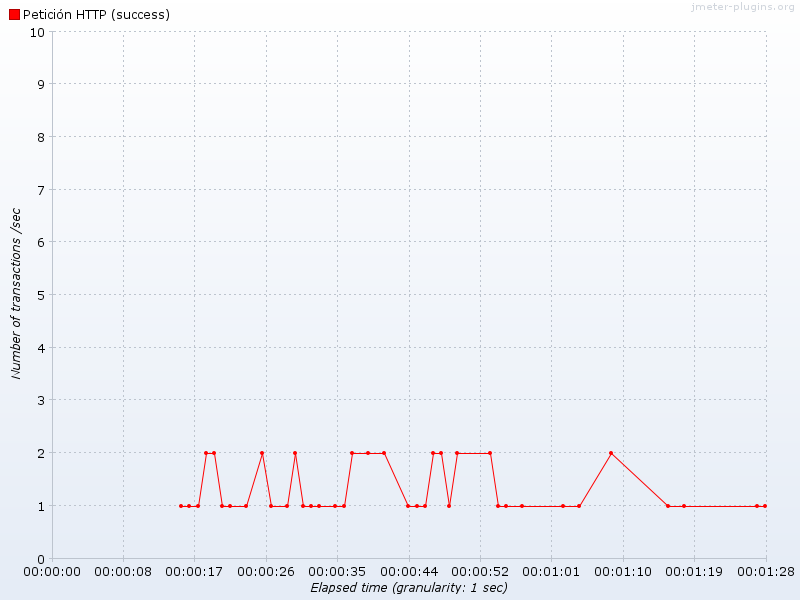 jmeter-plugins.org
Petición HTTP (success)
10
9
8
7
6
5
4
3
2
1
0
Number of transactions /sec
00:00:00 00:00:08 00:00:17 00:00:26 00:00:35 00:00:44 00:00:52 00:01:01 00:01:10 00:01:19 00:01:28
Elapsed time (granularity: 1 sec)